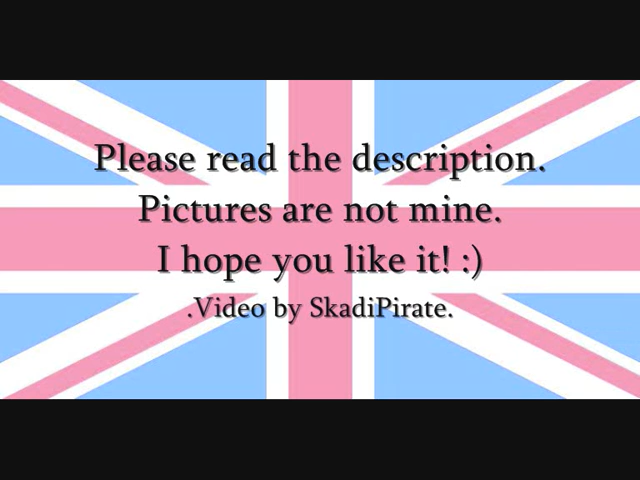 Please read the description.
Pictures are not mine.
I hope you like it! :)
.Video by SkadiPirate.